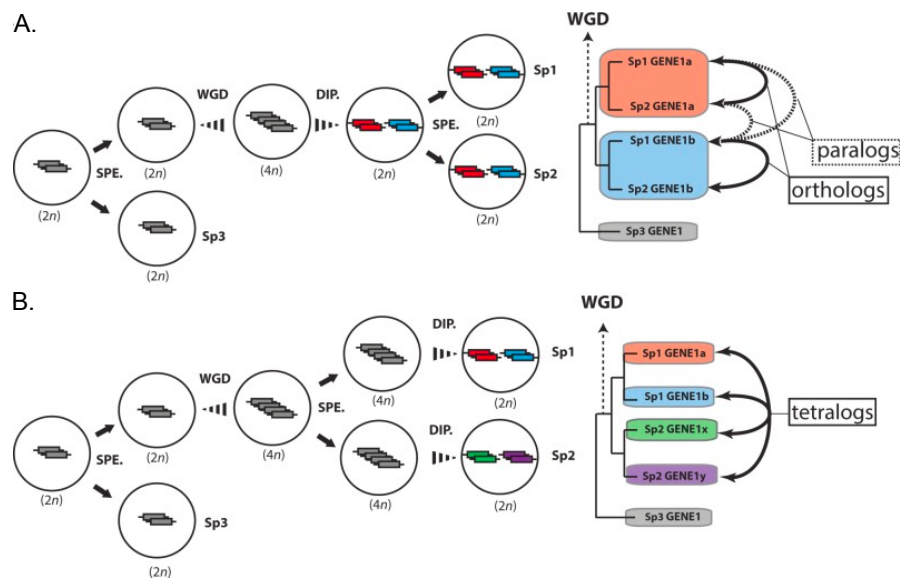 A.
WGD
DIP.
SPE.
SPE.
(2n)
(2n)
(4n)
(2n)
Sp1
(2n)
Sp2
(2n)
Sp3
(2n)
WGD
Sp1 GENE1a
Sp2 GENE1a
Sp1 GENE1b
Sp2 GENE1b
Sp3 GENE1
paralogs
orthologs
B.
WGD
SPE.
SPE.
DIP.
DIP.
(2n)
(2n)
(4n)
(4n)
(2n)
Sp1
(4n)
(2n)
Sp2
Sp3
(2n)
WGD
Sp1 GENE1a
Sp1 GENE1b
Sp2 GENE1x
Sp2 GENE1y
Sp3 GENE1
tetralogs